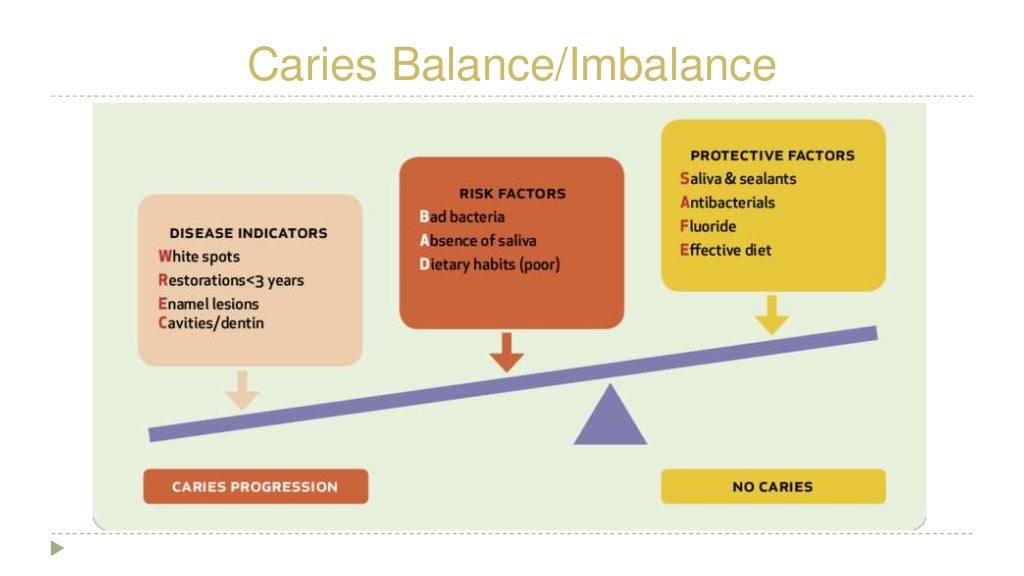 Caries Balance/Imbalance
DISEASE INDICATORS
White spots
Restorations<3 years
Enamel lesions
Cavities/dentin
RISK FACTORS
Bad bacteria
Absence of saliva
Dietary habits (poor)
PROTECTIVE FACTORS
Saliva & sealants
Antibacterials
Fluoride
Effective diet
CARIES PROGRESSION
NO CARIES